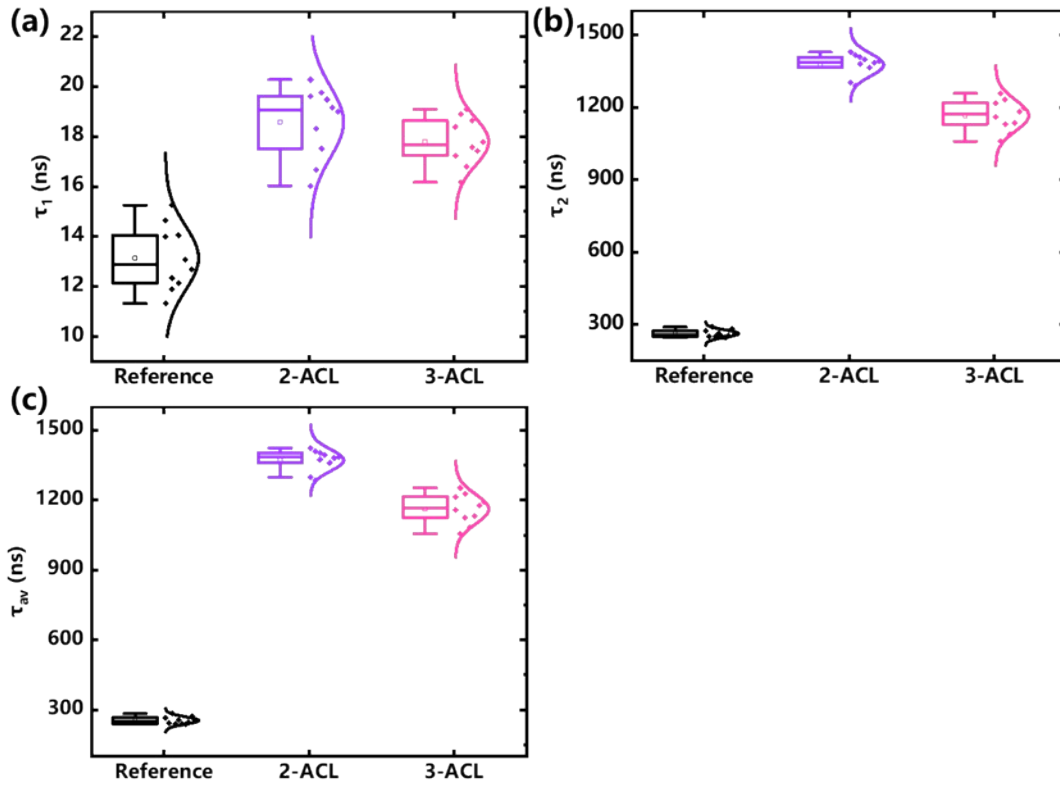 (a)
τ1 (ns)
22
20
18
16
14
12
10
Reference 2-ACL 3-ACL
(b)
τ2 (ns)
1500
1200
900
600
300
Reference 2-ACL 3-ACL
(c)
τav (ns)
1500
1200
900
600
300
Reference 2-ACL 3-ACL